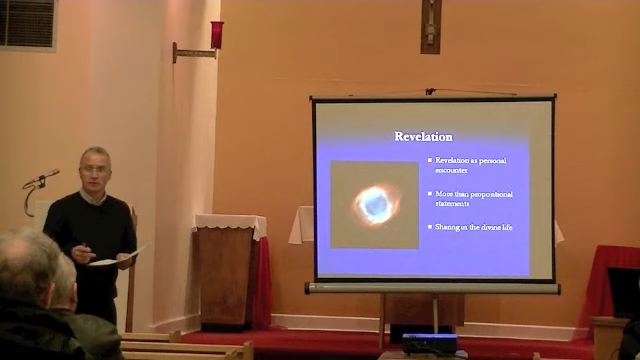 Revelation
Revelation as personal
encounter
More than propositional
statements
Sharing in the divine life